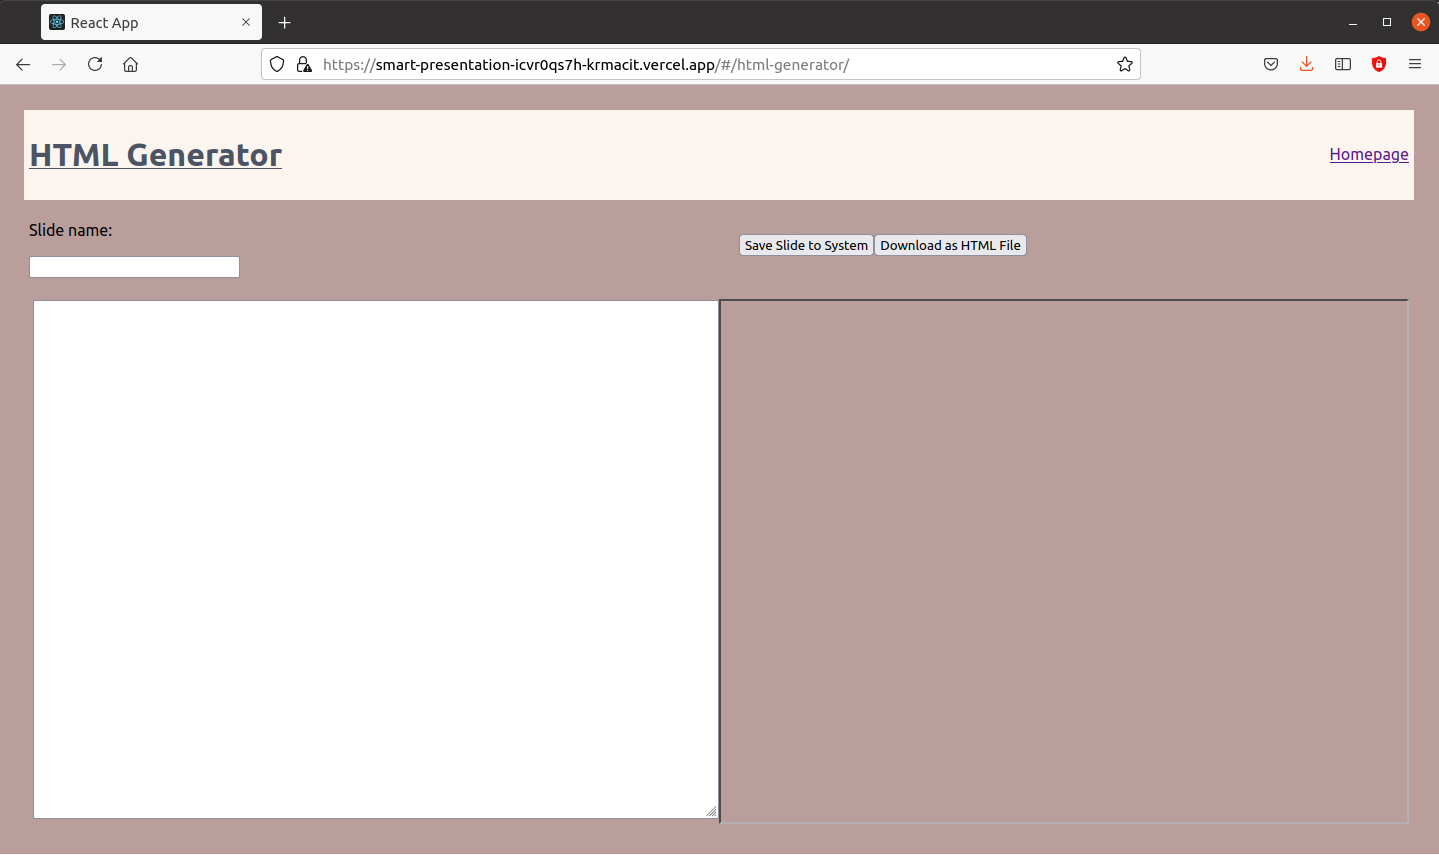 React App
https://smart-presentation-icvr0qs7h-krmacit.vercel.app/#/html-generator/
HTML Generator
Homepage
Slide name:
Save Slide to System
Download as HTML File